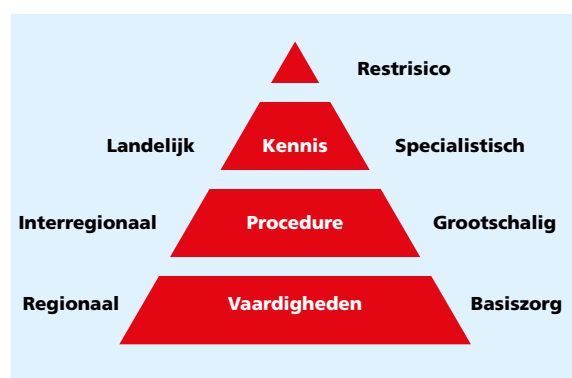 Restrisico
Landelijk Kennis Specialistisch
Interregionaal Procedure Grootschalig
Regionaal Vaardigheden Basiszorg